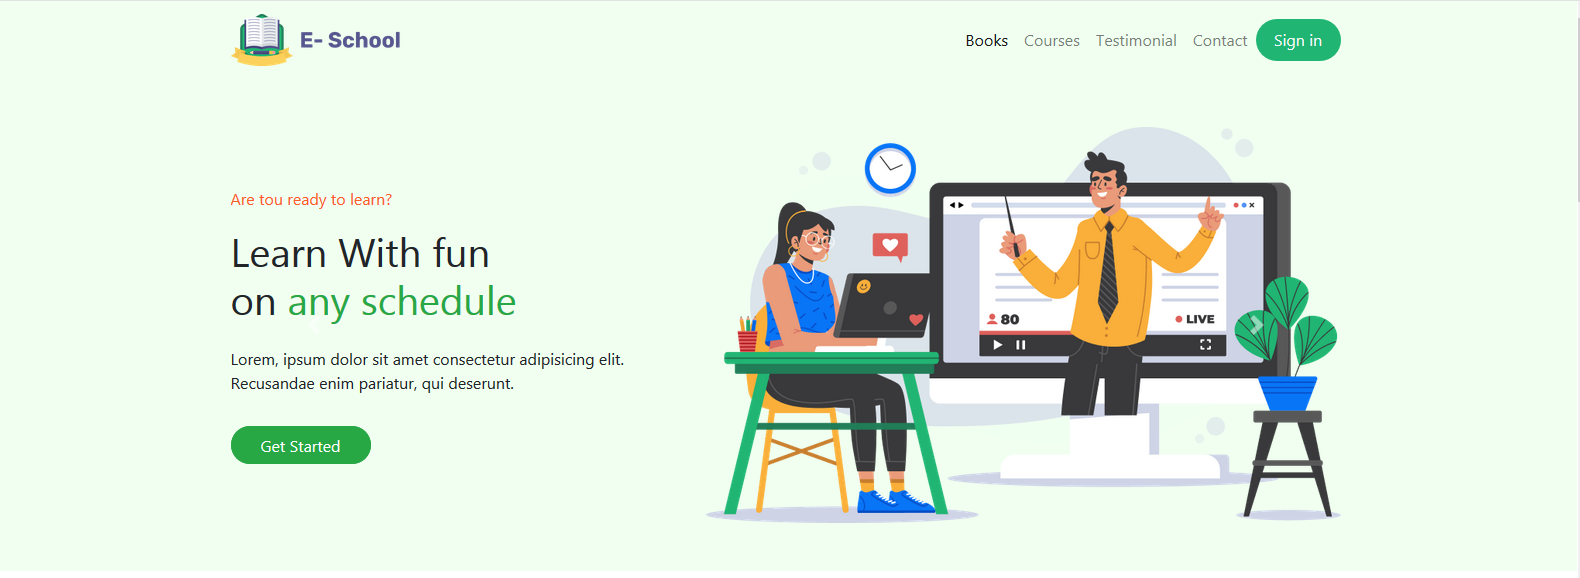 E- School
Books Courses Testimonial Contact Sign in
Are tou ready to learn?
Learn With fun
on any schedule
Lorem, ipsum dolor sit amet consectetur adipisicing elit.
Recusandae enim pariatur, qui deserunt.
Get Started
80
LIVE